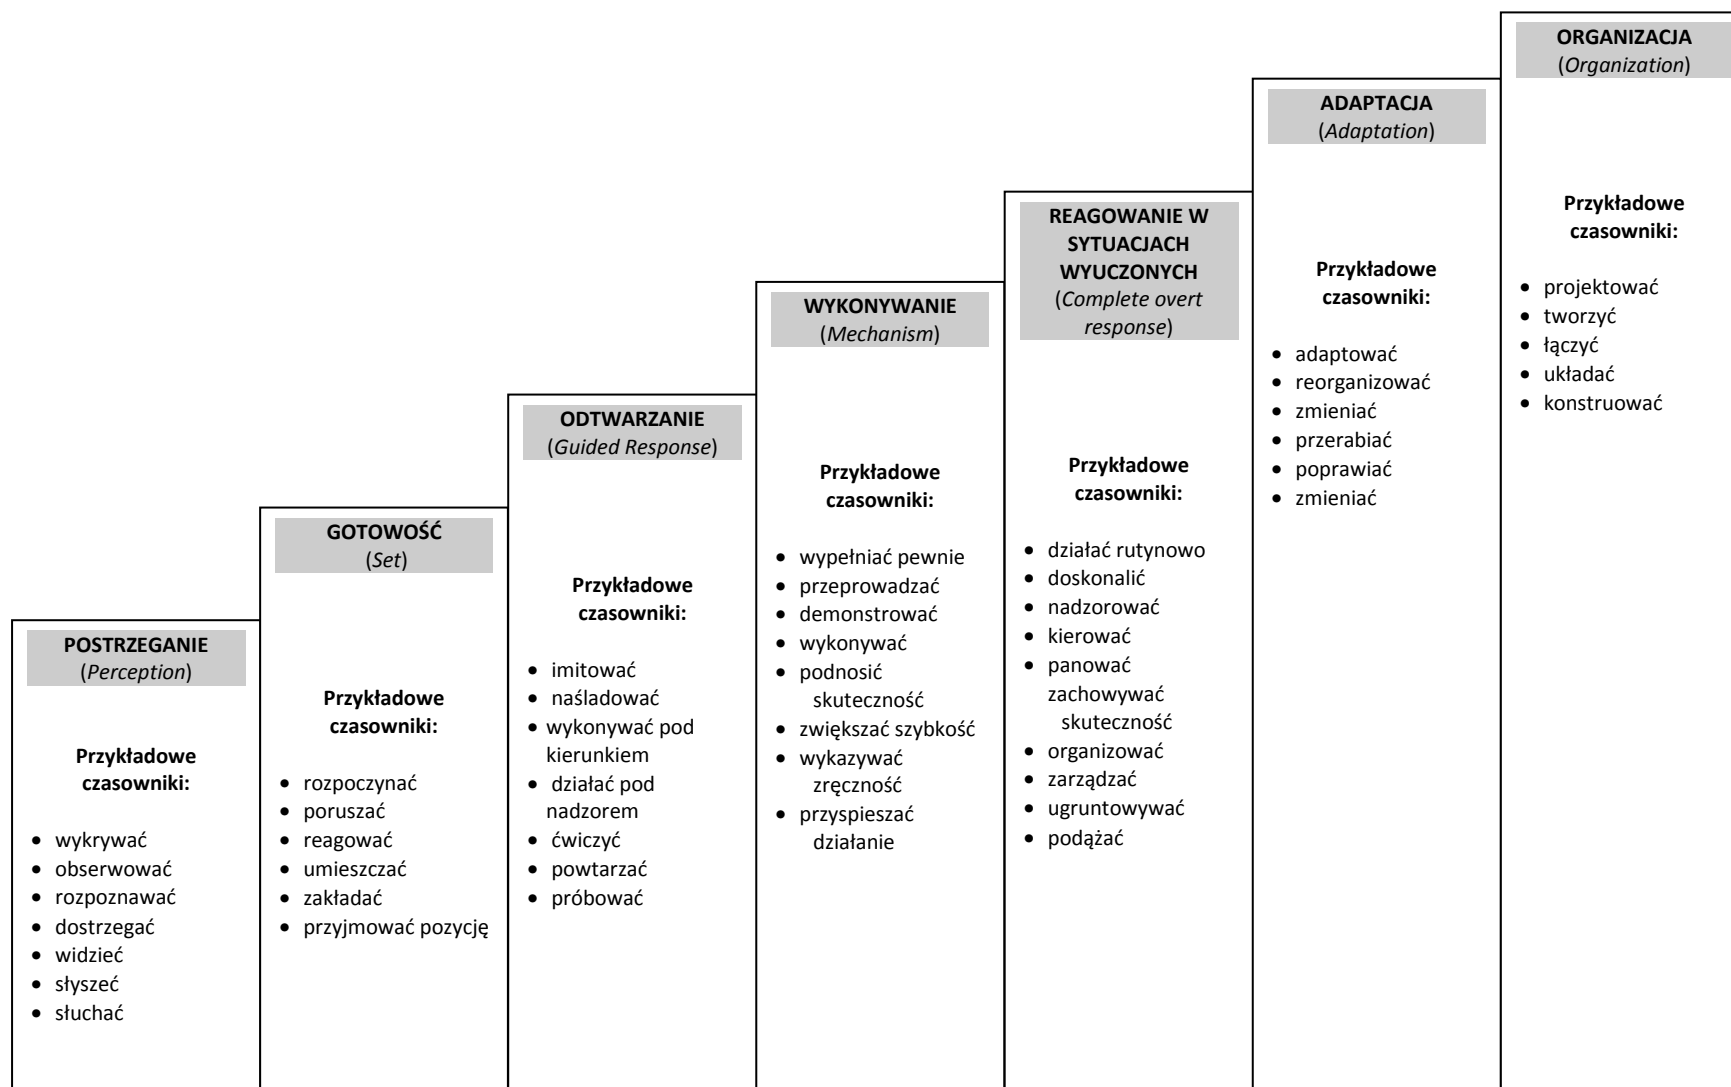 POSTRZEGANIE
(Perception)
Przykładowe
czasowniki:
• wykrywać
• obserwować
• rozpoznawać
• dostrzegać
• widzieć
• słyszeć
• słuchać
GOTOWOŚĆ
(Set)
Przykładowe
czasowniki:
• rozpoczynać
• poruszać
• reagować
• umieszczać
• zakładać
• przyjmować pozycję
ODTWARZANIE
(Guided Response)
Przykładowe
czasowniki:
• imitować
• naśladować
• wykonywać pod
kierunkiem
• działać pod
nadzorem
• ćwiczyć
• powtarzać
• próbować
WYKONYWANIE
(Mechanism)
Przykładowe
czasowniki:
• wypełniać pewnie
• przeprowadzać
• demonstrować
• wykonywać
• podnosić
skuteczność
• zwiększać szybkość
• wykazywać
zręczność
• przyspieszać
działanie
REAGOWANIE W
SYTUACJACH
WYUCZONYCH
(Complete overt
response)
Przykładowe
czasowniki:
• działać rutynowo
• doskonalić
• nadzorować
• kierować
• panować
zachowywać
skuteczność
• organizować
• zarządzać
• ugruntowywać
• podążać
ADAPTACJA
(Adaptation)
Przykładowe
czasowniki:
• adaptować
• reorganizować
• zmieniać
• przerabiać
• poprawiać
• zmieniać
ORGANIZACJA
(Organization)
Przykładowe
czasowniki:
• projektować
• tworzyć
• łączyć
• układać
• konstruować